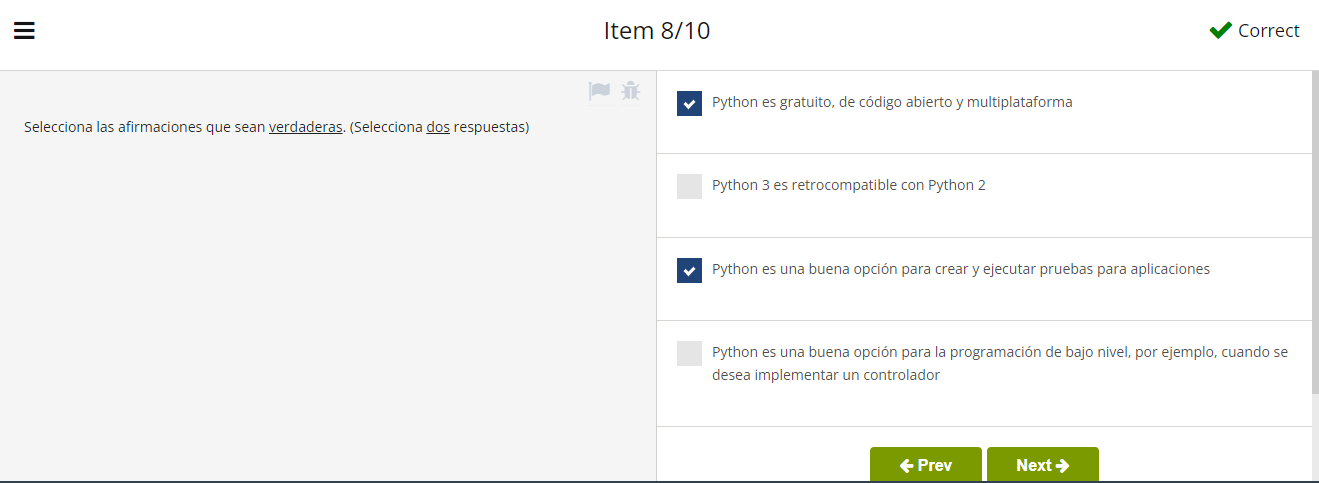 Item 8/10
Correct
Selecciona las afirmaciones que sean verdaderas. (Selecciona dos respuestas)
Python es gratuito, de código abierto y multiplataforma
Python 3 es retrocompatible con Python 2
Python es una buena opción para crear y ejecutar pruebas para aplicaciones
Python es una buena opción para la programación de bajo nivel, por ejemplo, cuando se
desea implementar un controlador
Prev
Next